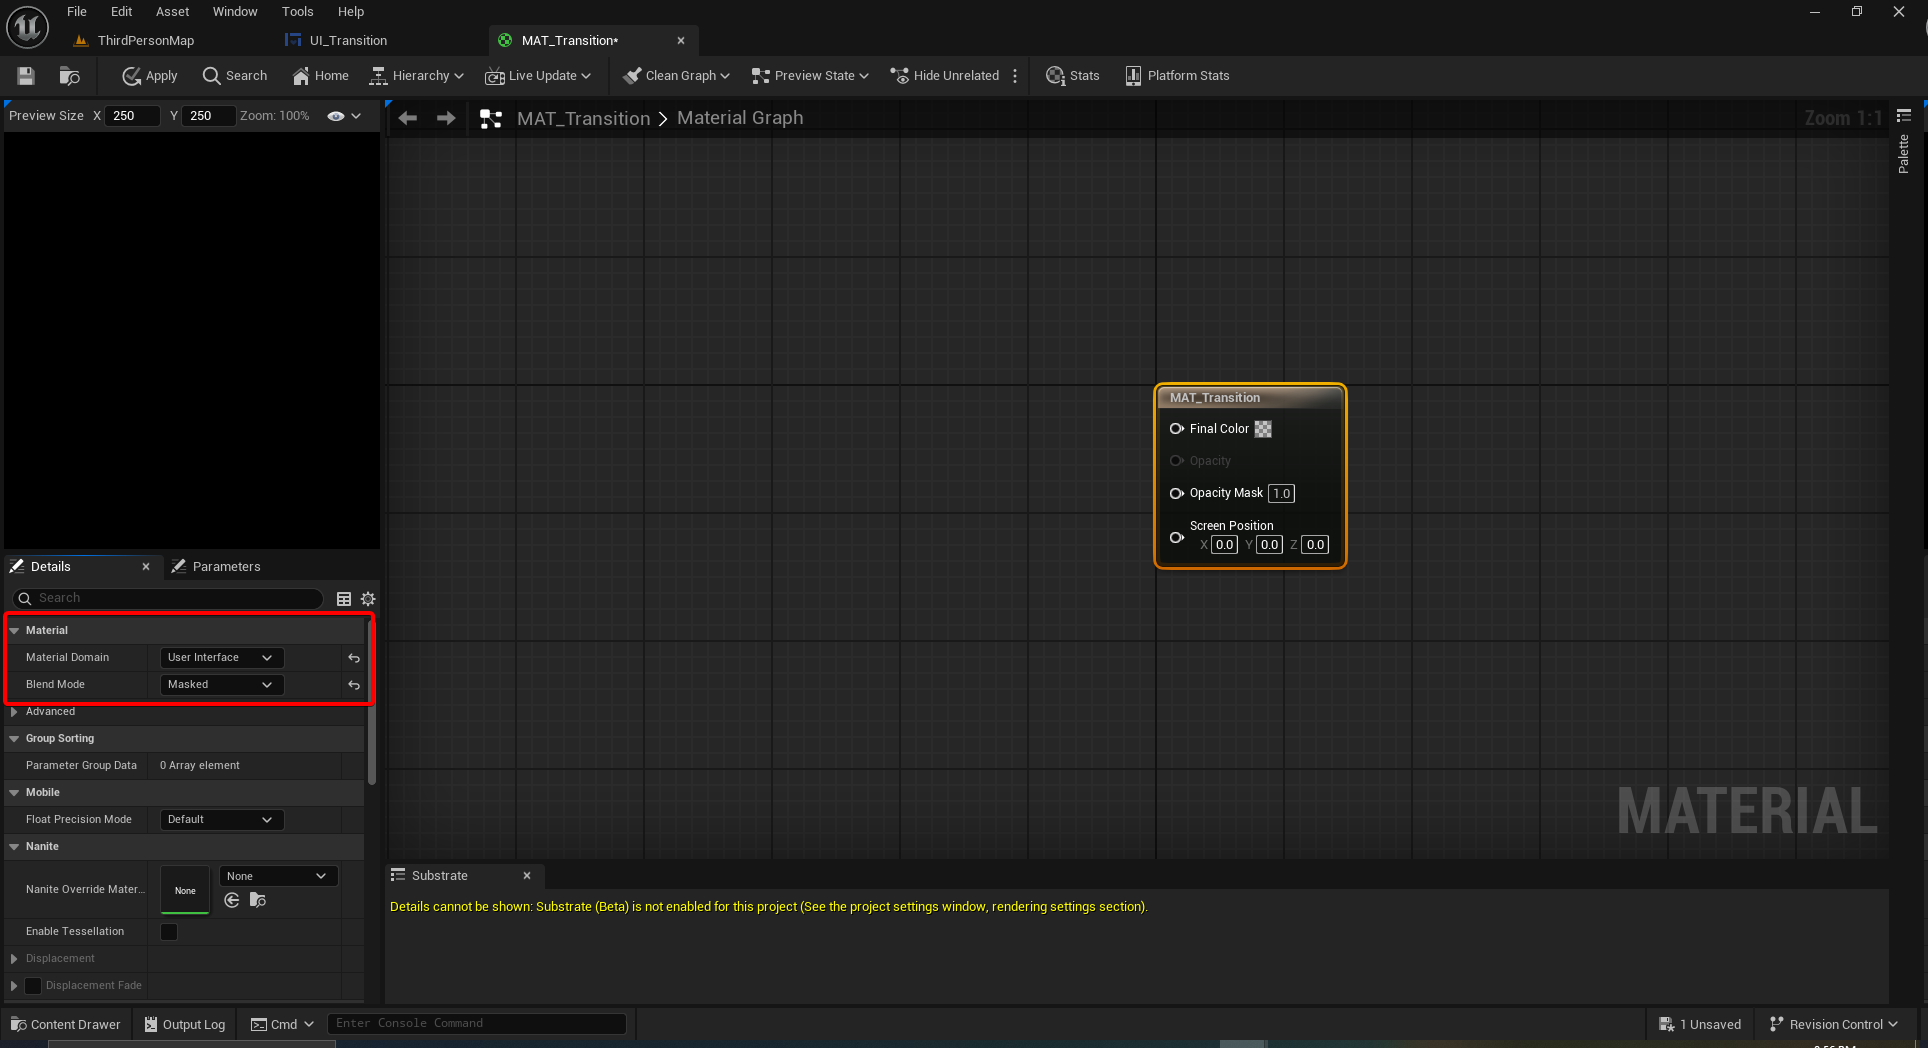 File Edit Asset Window Tools Help
ThirdPersonMap UI_Transition MAT_Transition*
Apply Search Home Hierarchy Live Update Clean Graph Preview State Hide Unrelated Stats Platform Stats
Preview Size X 250 Y 250 Zoom: 100%
MAT_Transition > Material Graph
Zoom 1:1
Palette
MAT_Transition
Final Color
Opacity
Opacity Mask 1.0
Screen Position
X 0.0 Y 0.0 Z 0.0
MATERIAL
Details Parameters
Search
Material
Material Domain User Interface
Blend Mode Masked
Advanced
Group Sorting
Parameter Group Data 0 Array element
Mobile
Float Precision Mode Default
Nanite
Nanite Override Mater... None None
Enable Tessellation
Displacement
Displacement Fade
Substrate
Details cannot be shown: Substrate (Beta) is not enabled for this project (See the project settings window, rendering settings section).
Content Drawer Output Log Cmd Enter Console Command 1 Unsaved Revision Control